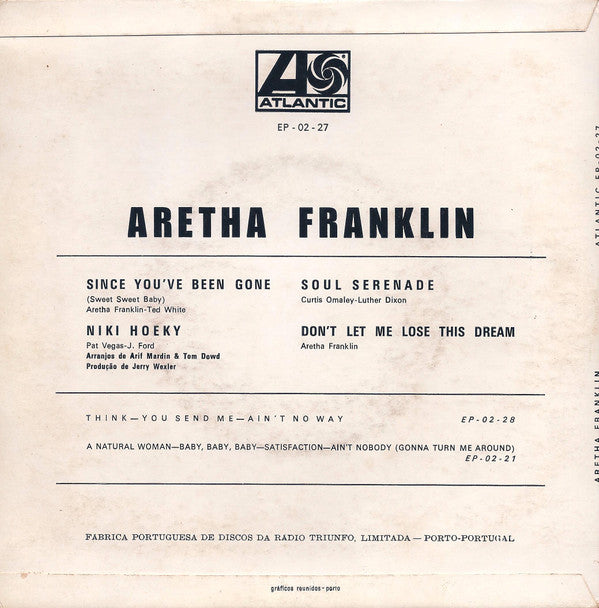 ATLANTIC
EP - 02 - 27
ARETHA FRANKLIN
SINCE YOU'VE BEEN GONE
(Sweet Sweet Baby)
Aretha Franklin-Ted White
NIKI HOEKY
Pat Vegas-J. Ford
Arranjos de Arif Mardin & Tom Dowd
Produção de Jerry Wexler
SOUL SERENADE
Curtis Omaley-Luther Dixon
DON'T LET ME LOSE THIS DREAM
Aretha Franklin
THINK—YOU SEND ME—AIN'T NO WAY EP-02-28
A NATURAL WOMAN—BABY, BABY, BABY—SATISFACTION—AIN'T NOBODY (GONNA TURN ME AROUND)
EP-02-21
FABRICA PORTUGUESA DE DISCOS DA RADIO TRIUNFO, LIMITADA — PORTO-PORTUGAL
gráficos reunidos - porto
ATLANTIC EP-02-27
ARETHA FRANKLIN